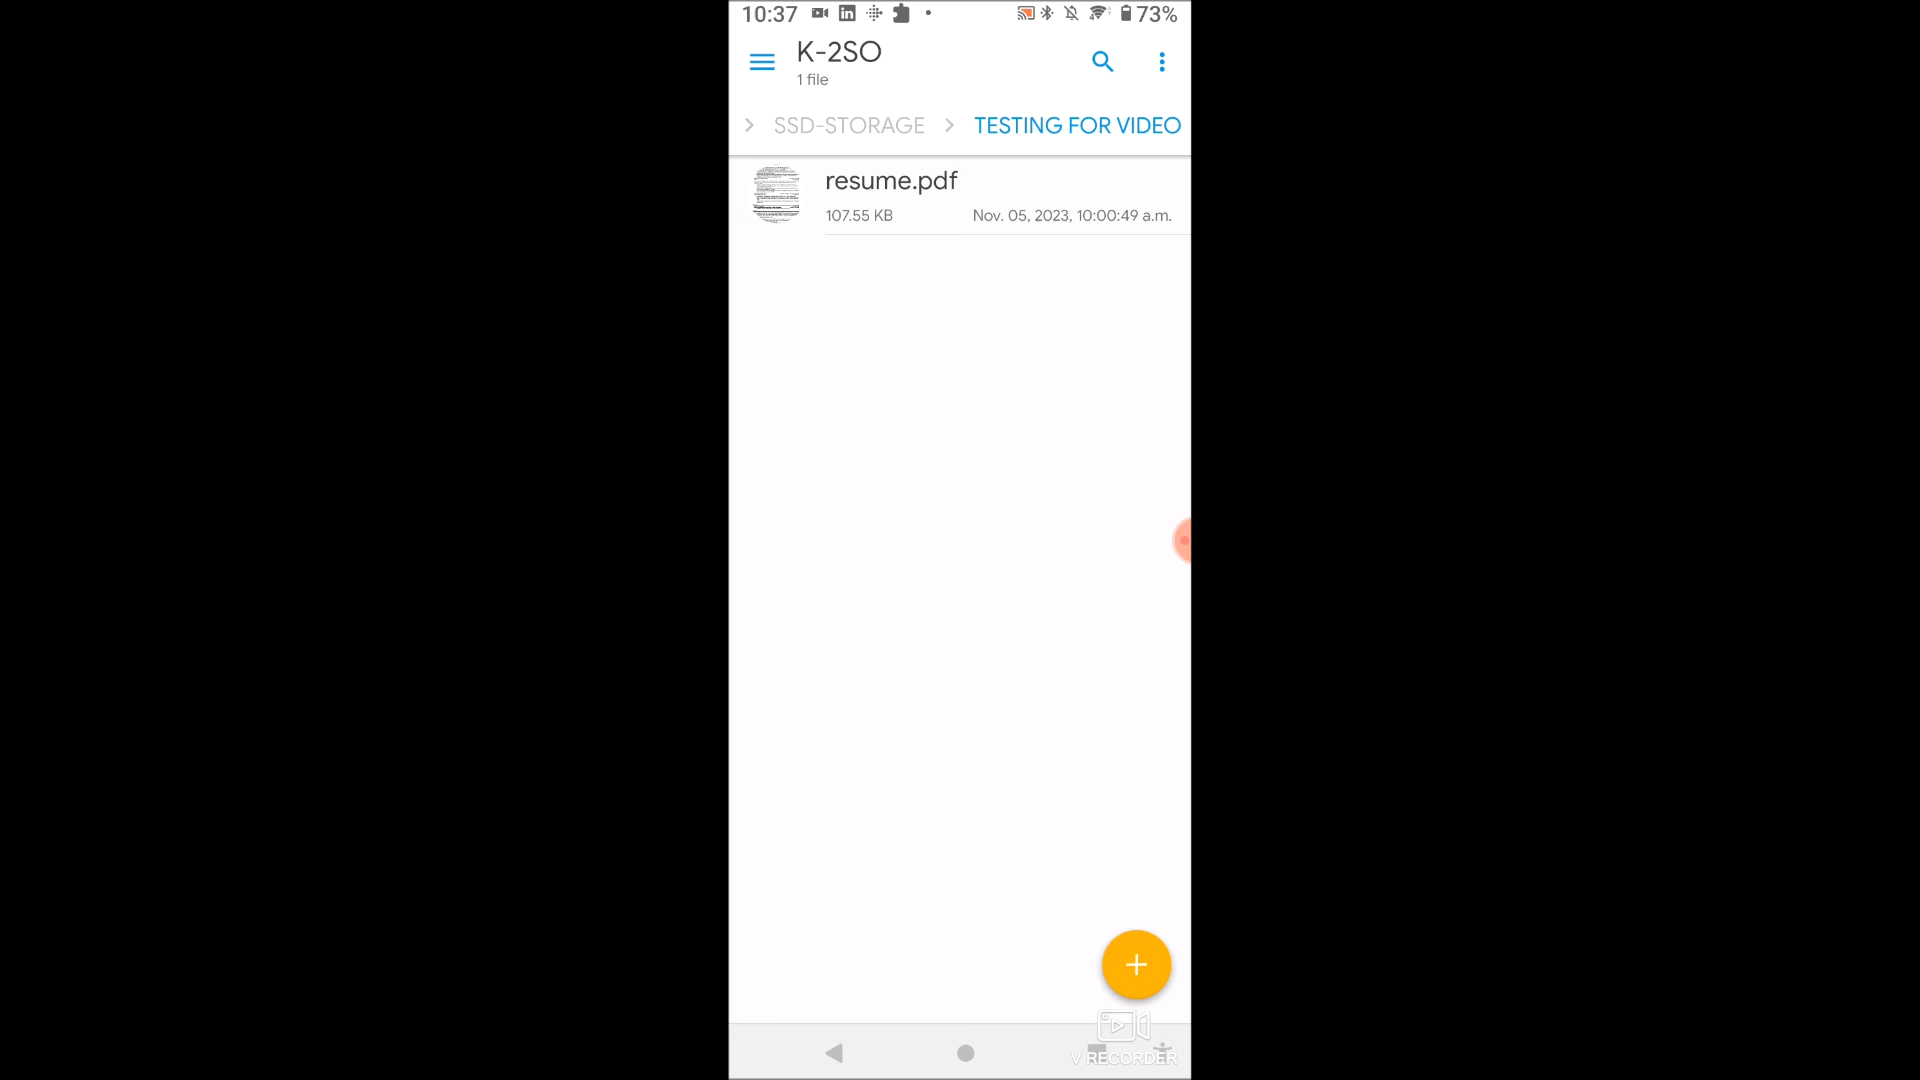 10:37 in 73%
K-2SO
1 file
SSD-STORAGE TESTING FOR VIDEO
resume.pdf
107.55 KB Nov. 05, 2023, 10:00:49 a.m.
V RECORDER